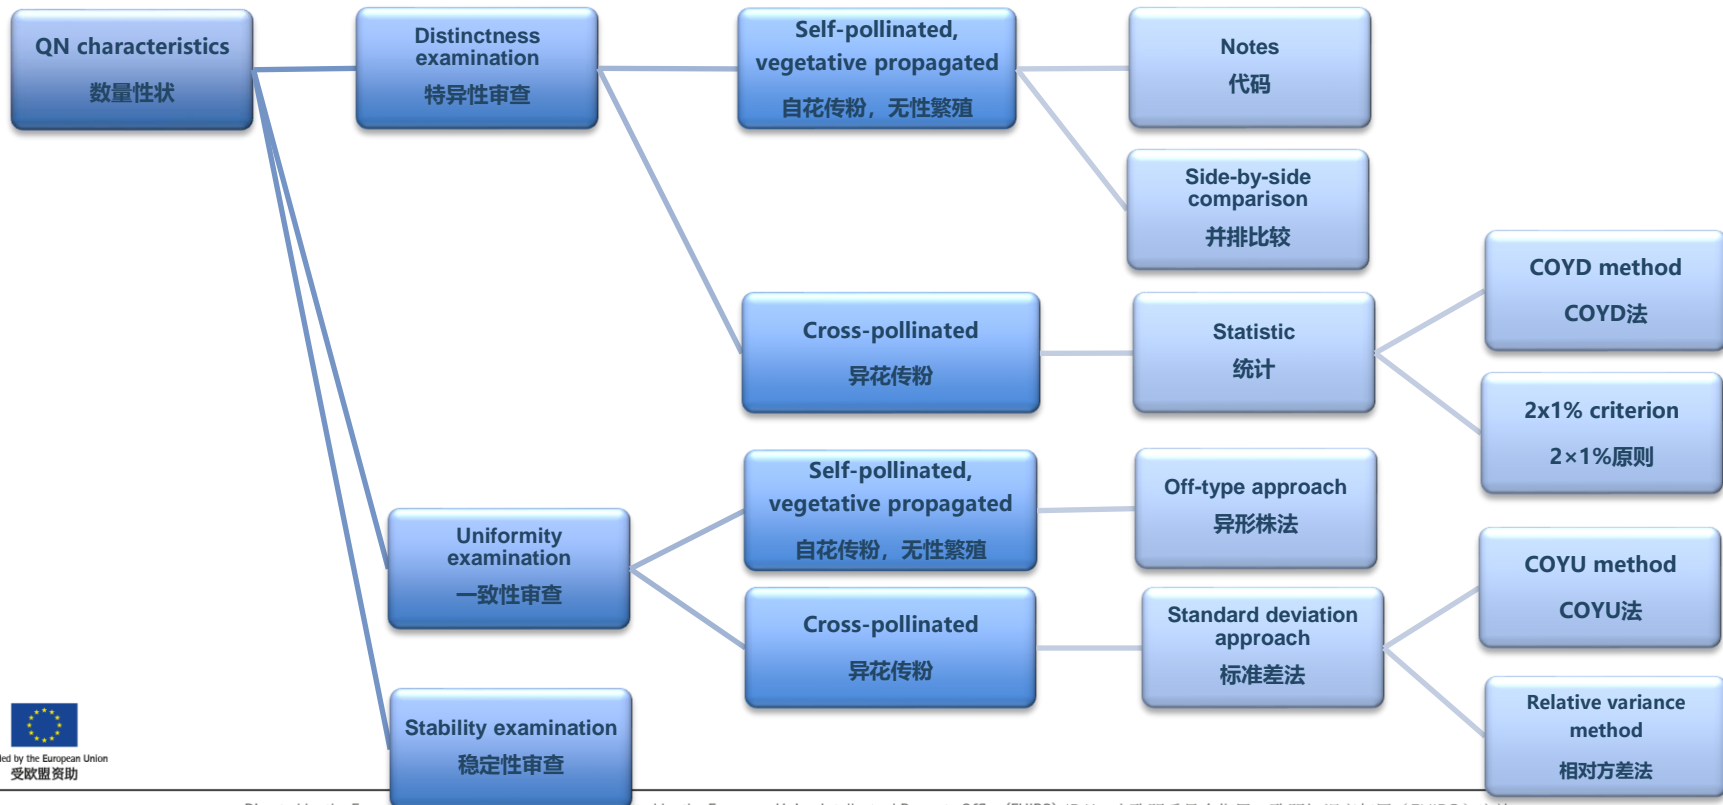 QN characteristics
数量性状
Distinctness
examination
特异性审查
Self-pollinated,
vegetative propagated
自花传粉，无性繁殖
Notes
代码
Side-by-side
comparison
并排比较
Cross-pollinated
异花传粉
Statistic
统计
COYD method
COYD法
2x1% criterion
2×1%原则
Uniformity
examination
一致性审查
Self-pollinated,
vegetative propagated
自花传粉，无性繁殖
Off-type approach
异形株法
Cross-pollinated
异花传粉
Standard deviation
approach
标准差法
COYU method
COYU法
Relative variance
method
相对方差法
Stability examination
稳定性审查
by the European Union
受欧盟资助